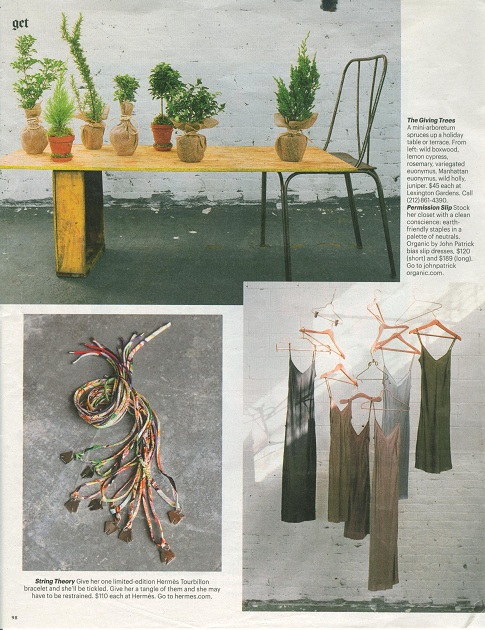 get
The Giving Trees
A mini-arboretum
spruces up a holiday
table or terrace. From
left: wild boxwood,
lemon cypress,
rosemary, variegated
euonymus, Manhattan
euonymus, wild holly,
juniper. $45 each at
Lexington Gardens. Call
(212) 861-4390.
Permission Slip Stock
her closet with a clean
conscience: earth-
friendly staples in a
palette of neutrals.
Organic by John Patrick
bias slip dresses, $120
(short) and $189 (long).
Go to johnpatrick
organic.com.
String Theory Give her one limited-edition Hermès Tourbillon
bracelet and she'll be tickled. Give her a tangle of them and she may
have to be restrained. $110 each at Hermès. Go to hermes.com.
98